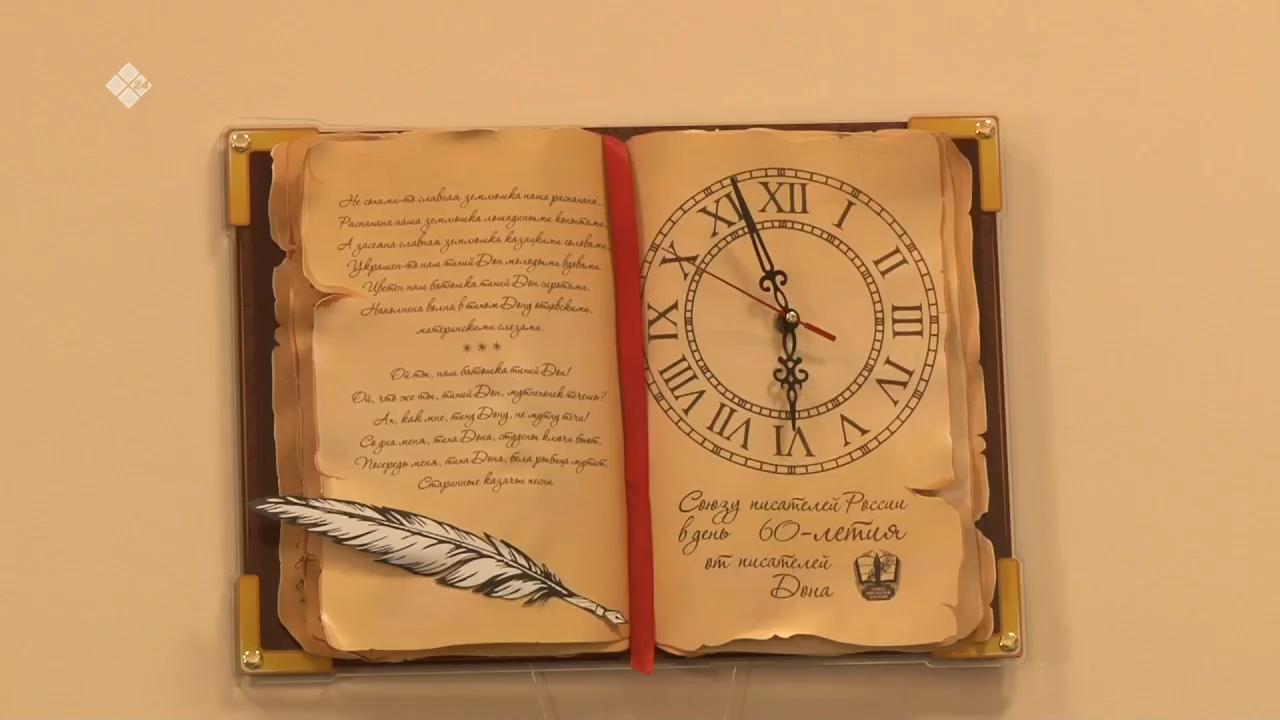 24
Не сохами-то славная землюшка наша распахана..
Распахана наша землюшка лошадиными копытами,
А засеяна славная землюшка казацкими головами
Украшен-то наш тихий Дон молодыми вдовами.
Цветен наш батюшка тихий Дон сиротами,
Наполнена волна в тихом Дону отцовскими,
материнскими слезами.
***
Ой ты, наш батюшка тихий Дон!
Ой, что же ты, тихий Дон, мутнехонек течешь?
Ах, как мне, тиху Дону, не мутну течи!
Со дна меня, тиха Дона, студены ключи бьют,
Посередь меня, тиха Дона, бела рыбица мутит.
Старинные казачьи песни
XII
I
II
III
IV
V
VI
VII
VIII
IX
X
XI
Союзу писателей России
в день 60-летия
от писателей
Дона